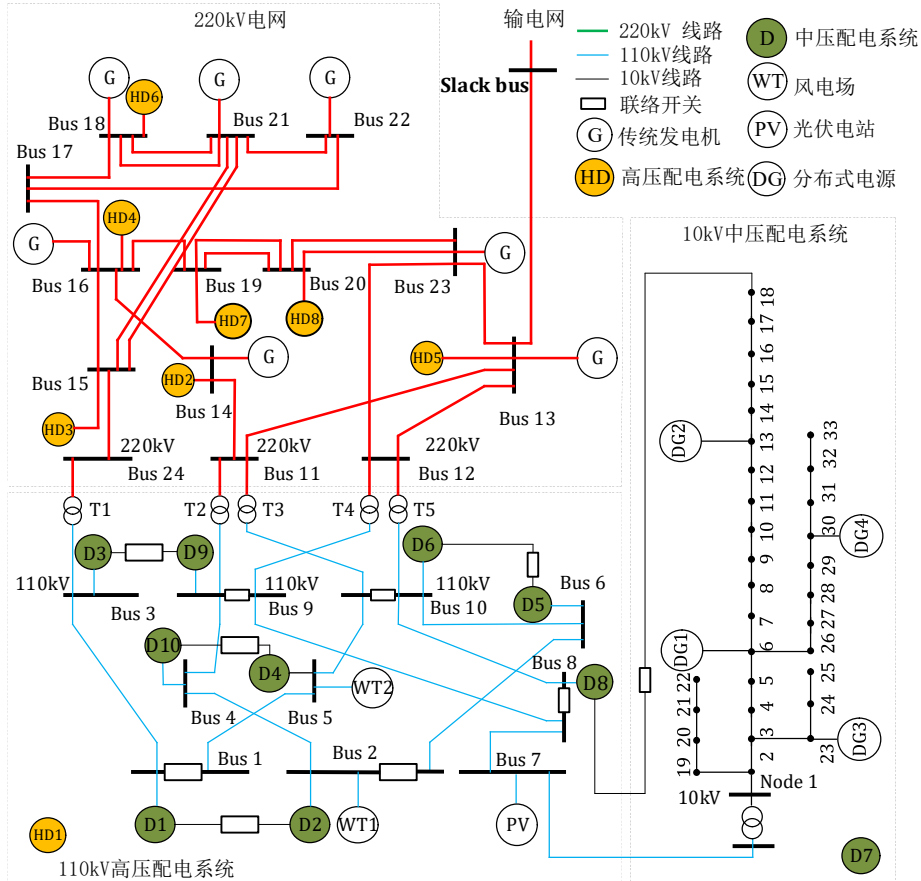 220kV电网
输电网
220kV 线路
110kV线路
10kV线路
联络开关
G
传统发电机
HD
高压配电系统
D
中压配电系统
WT
风电场
PV
光伏电站
DG
分布式电源
Slack bus
G
HD6
G
G
Bus 18
Bus 21
Bus 22
Bus 17
HD4
G
G
Bus 16
Bus 19
Bus 20
Bus 23
HD7
HD8
HD5
G
G
Bus 15
HD2
Bus 14
Bus 13
HD3
220kV
220kV
220kV
Bus 24
Bus 11
Bus 12
T1
T2
T3
T4
T5
D3
D9
D6
110kV
110kV
110kV
Bus 3
Bus 9
Bus 10
D5
Bus 6
D10
D4
WT2
Bus 8
D8
Bus 4
Bus 5
Bus 1
Bus 2
Bus 7
D1
D2
WT1
PV
HD1
110kV高压配电系统
10kV中压配电系统
18
17
16
15
14
13
12
11
10
9
8
7
6
5
4
3
2
DG2
33
32
31
30
29
28
27
26
DG4
DG1
25
24
23
DG3
22
21
20
19
Node 1
10kV
D7